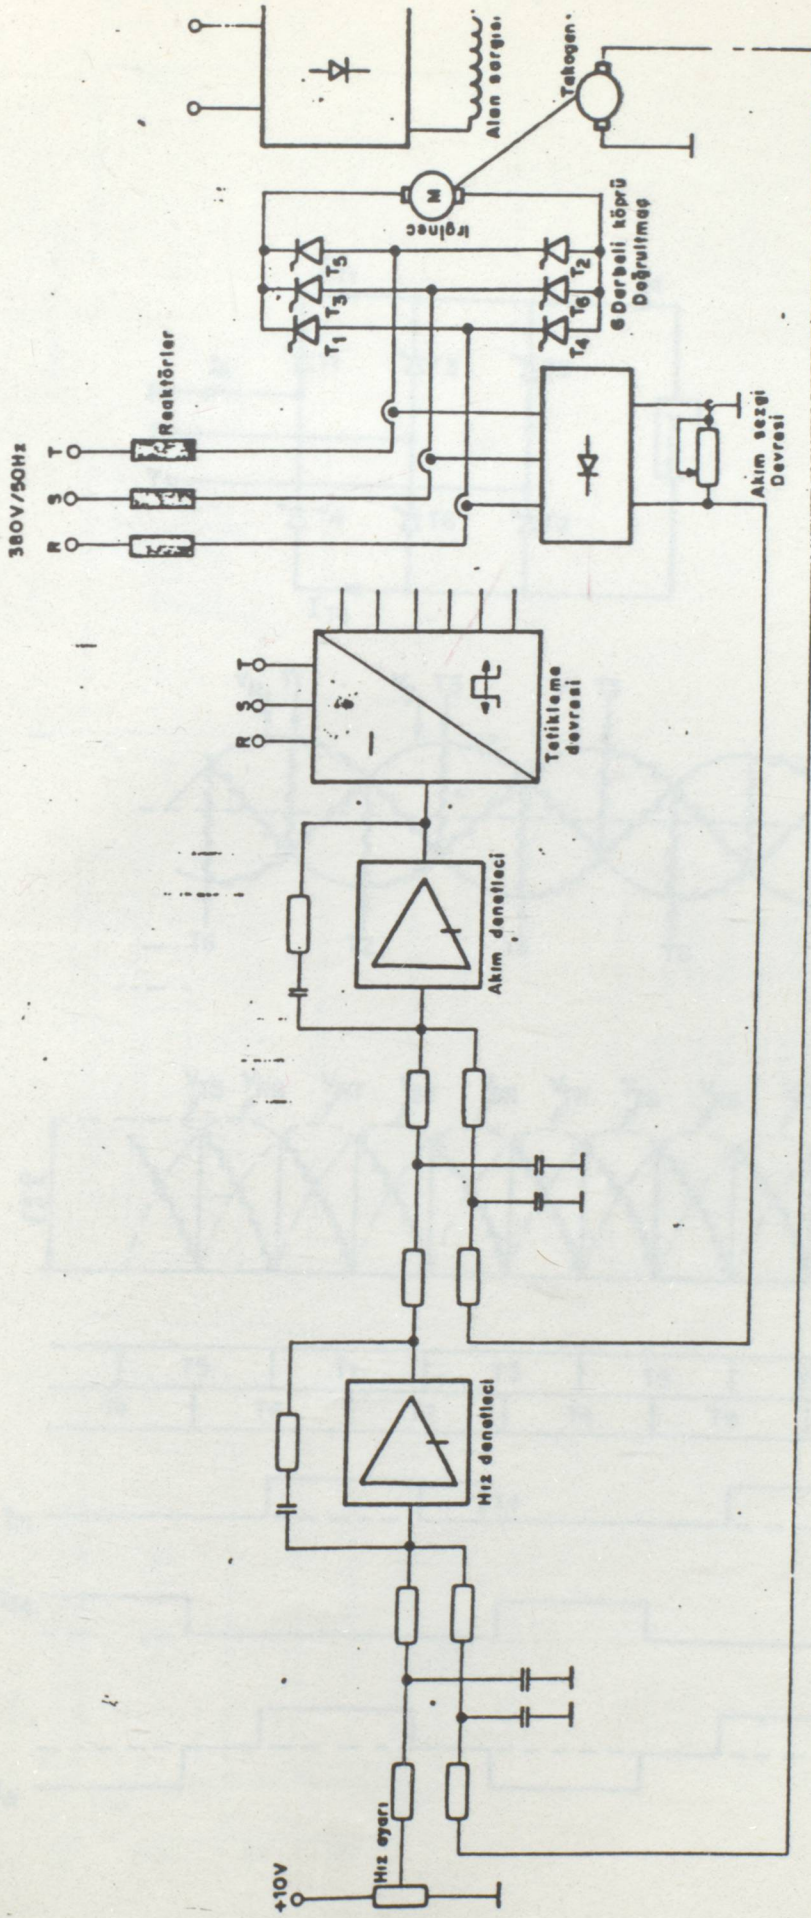 380V/50Hz
R
S
T
Reaktörler
T1
T3
T5
T4
T6
T2
M
Irgineç
6 Darbeli köprü
Doğrultmaç
Alan sargısı
Takogen.
Akım sezgi
Devresi
R
S
T
Tetikleme
devresi
Akım denetleci
Hız denetleci
+10V
Hız ayarı